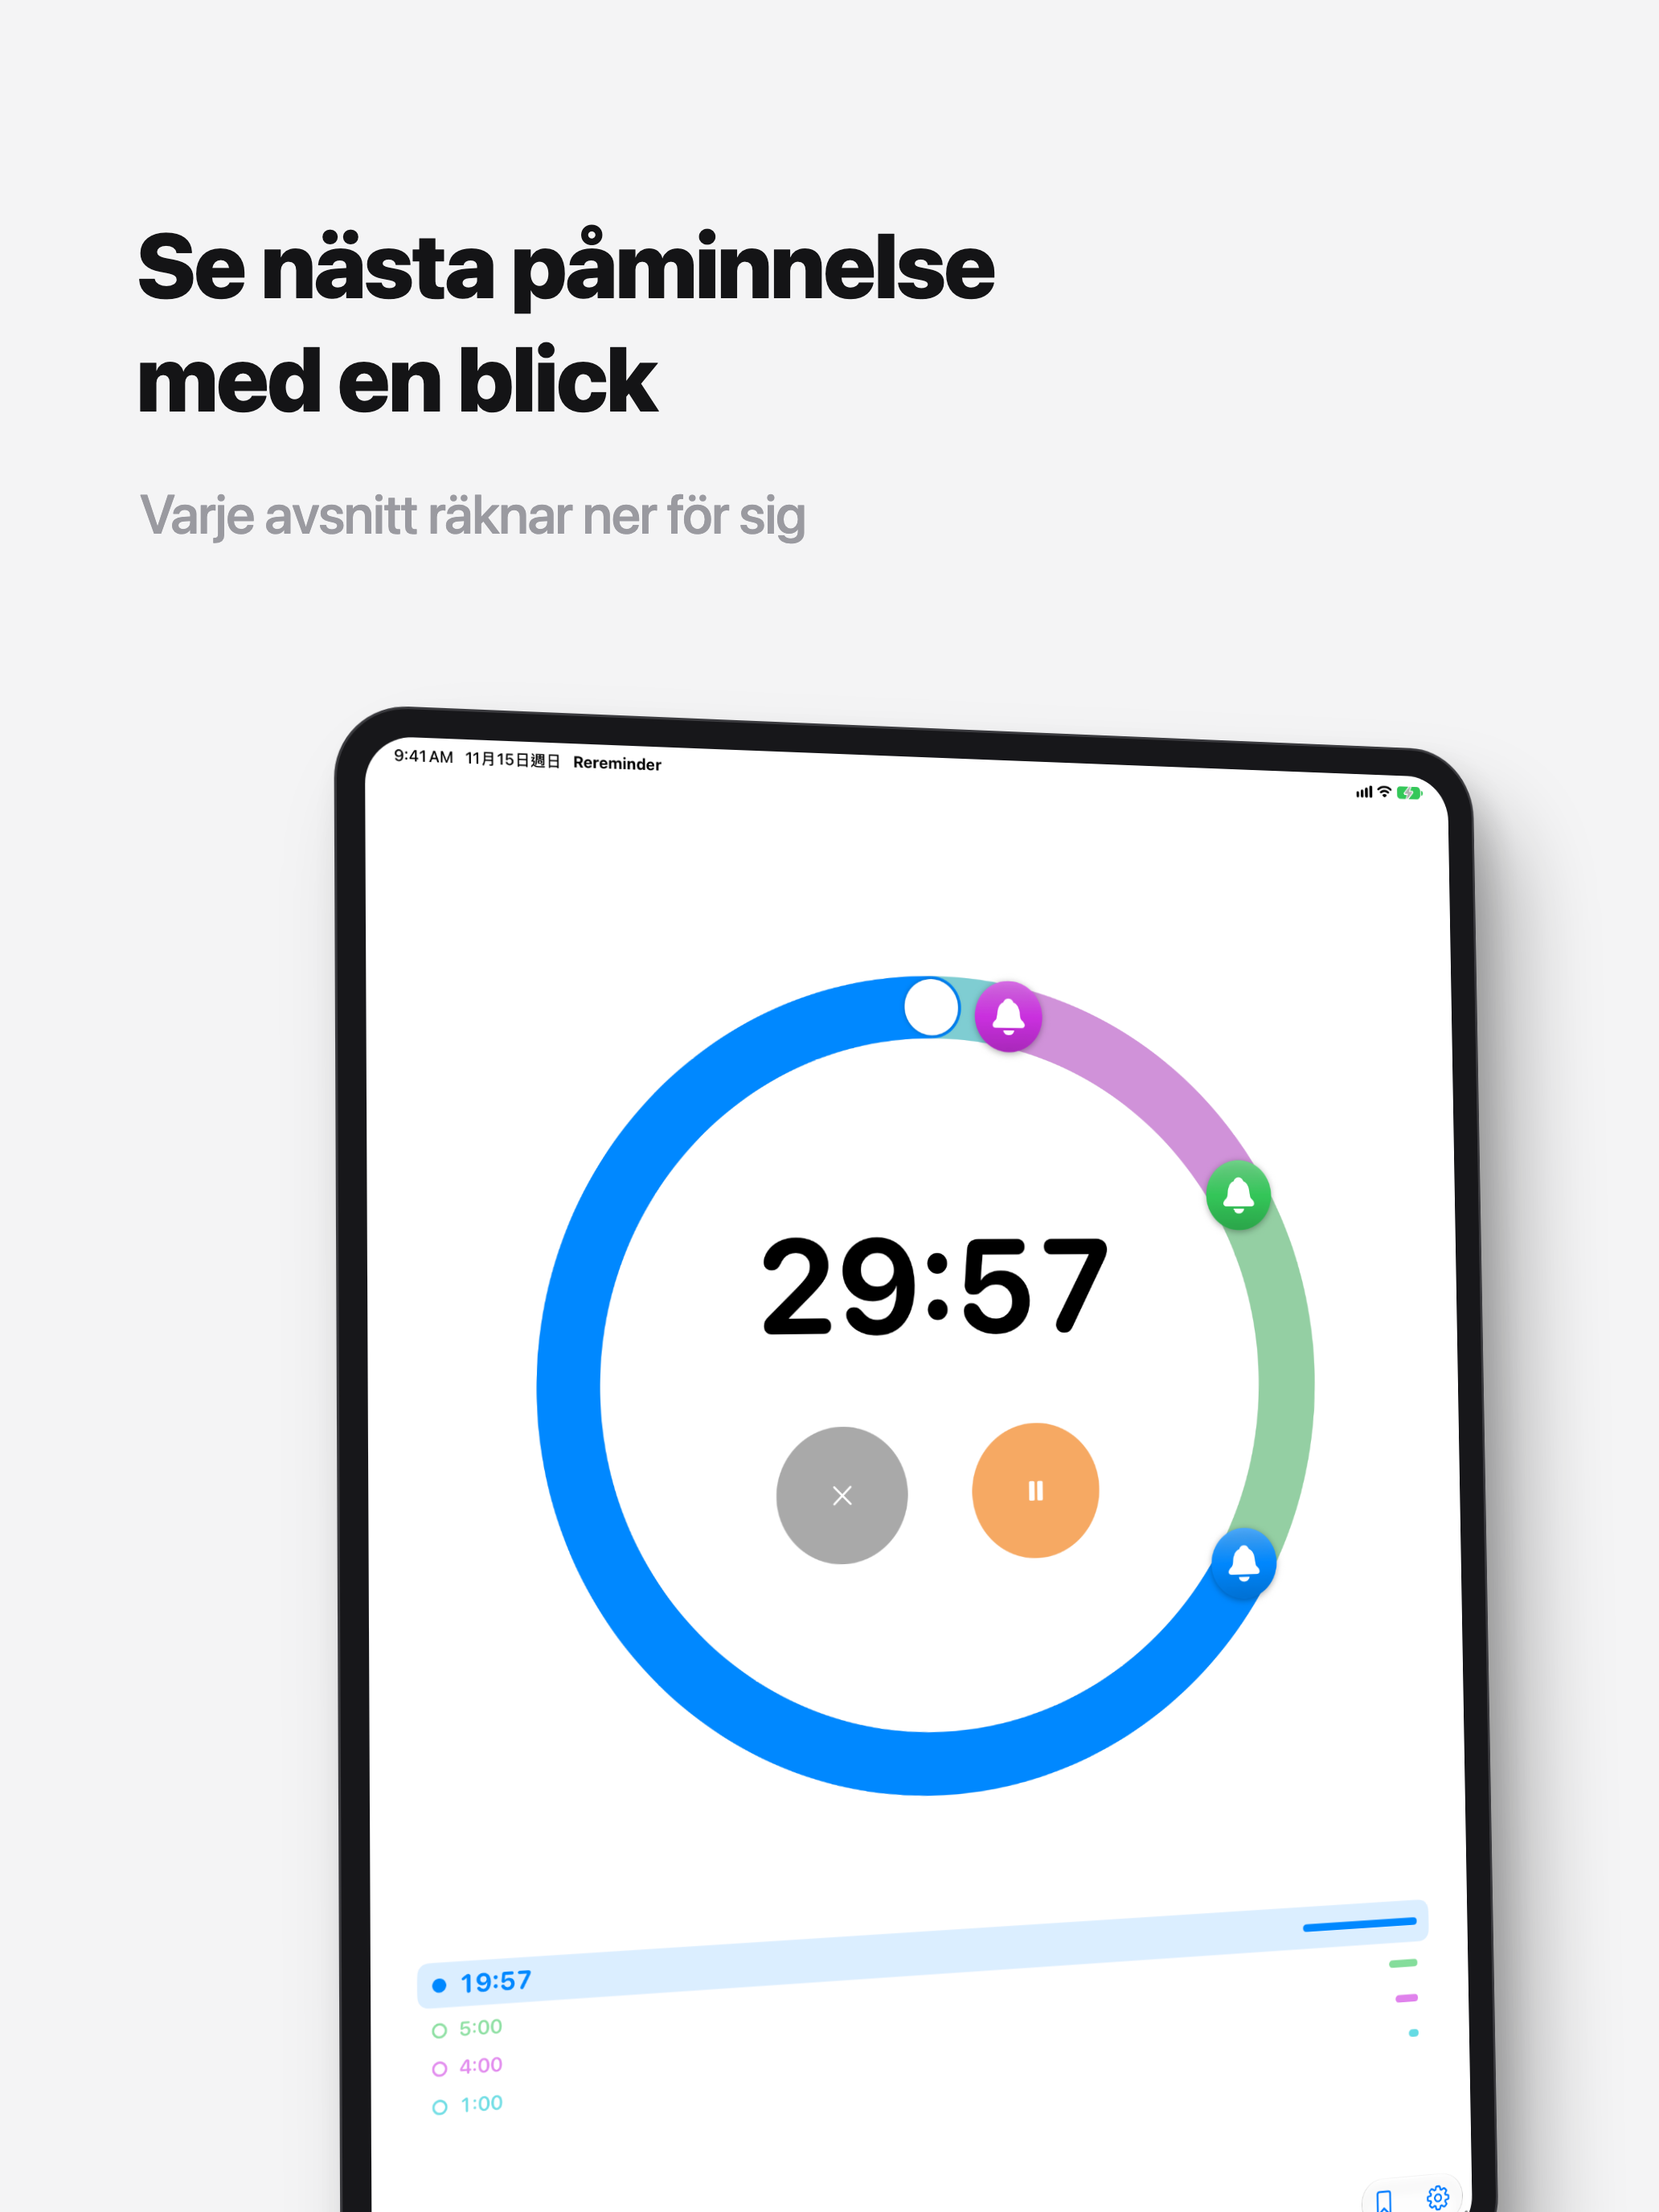 Se nästa påminnelse
med en blick
Varje avsnitt räknar ner för sig
9:41 AM 11月15日週日 Rereminder
29:57
19:57
5:00
4:00
1:00